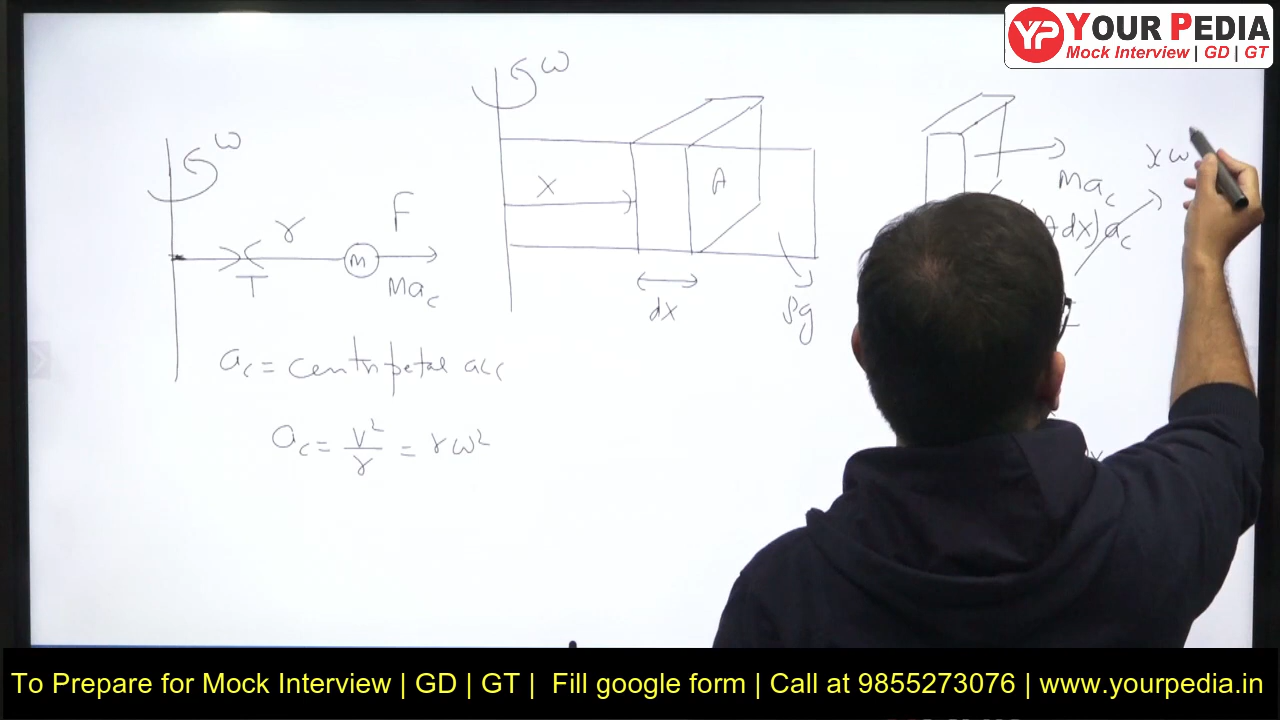 YP YOUR PEDIA
Mock Interview | GD | GT
ω
r
T
M
F
Ma_c
a_c = centripetal acc
a_c = v²/r = rω²
ω
x
A
dx
ρg
Ma_c
A dx) a_c
xω
To Prepare for Mock Interview | GD | GT | Fill google form | Call at 9855273076 | www.yourpedia.in